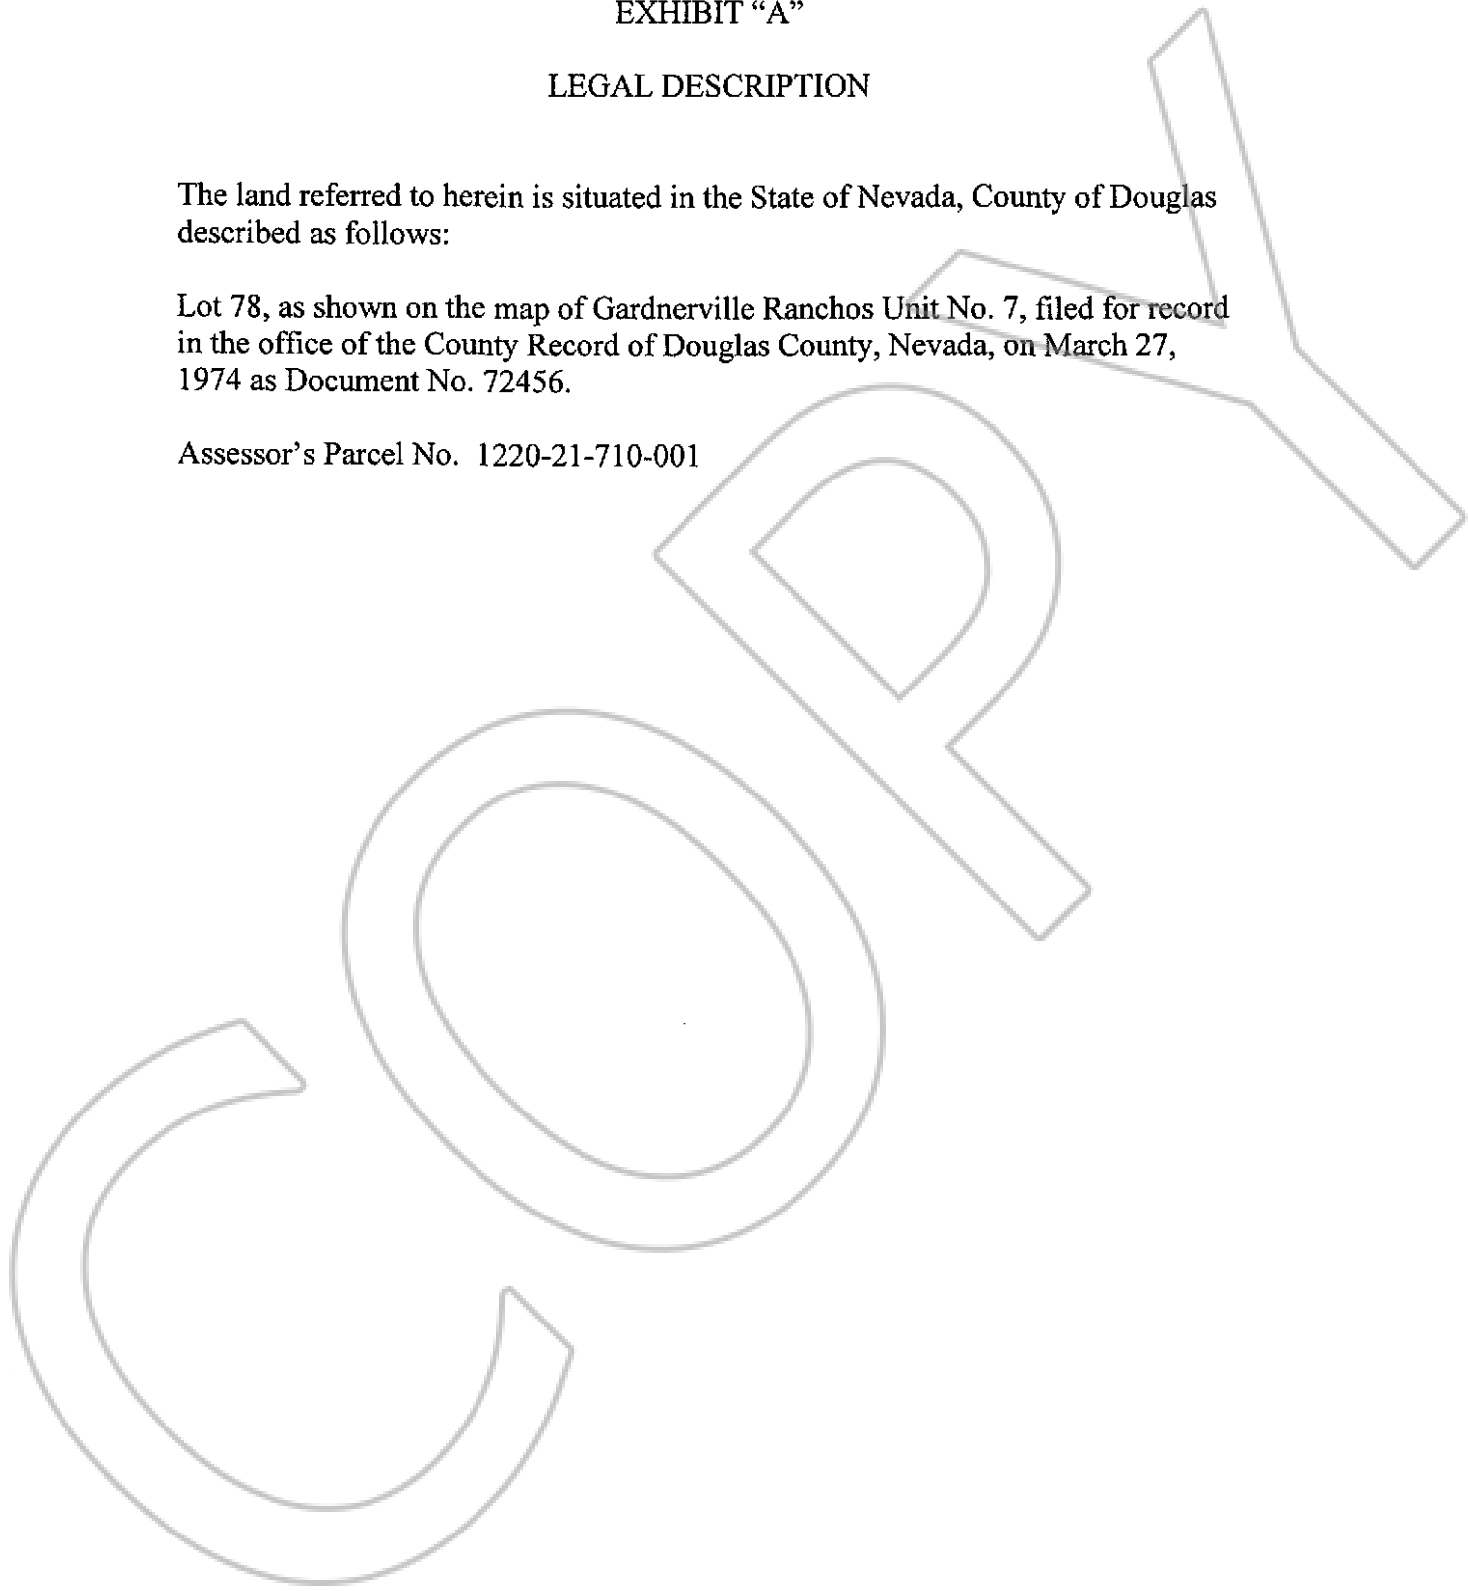 EXHIBIT “A”
LEGAL DESCRIPTION
The land referred to herein is situated in the State of Nevada, County of Douglas
described as follows:
Lot 78, as shown on the map of Gardnerville Ranchos Unit No. 7, filed for record
in the office of the County Record of Douglas County, Nevada, on March 27,
1974 as Document No. 72456.
Assessor’s Parcel No. 1220-21-710-001
COPY